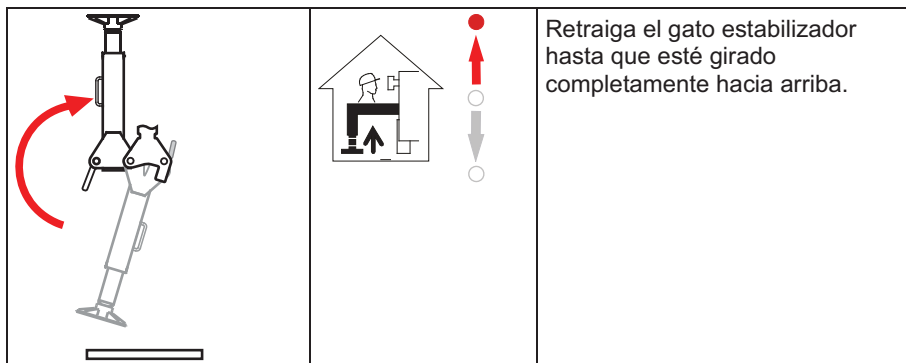 Retraiga el gato estabilizador
hasta que esté girado
completamente hacia arriba.